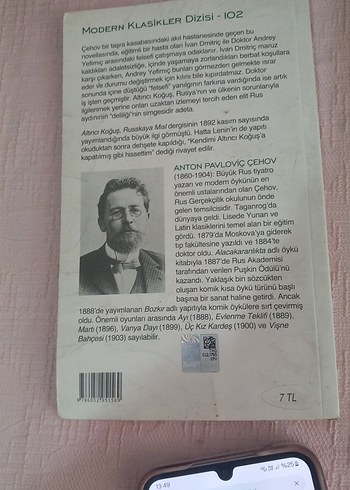 MODERN KLASİKLER DİZİSİ - 102
Çehov bir taşra kasabasındaki akıl hastanesinde geçen bu
novellasında, eğitimli bir hasta olan İvan Dmitriç ile Doktor Andrey
Yefimıç arasındaki felsefi çatışmaya odaklanır. İvan Dmitriç maruz
kaldıkları adaletsizliğe, içinde yaşamaya zorlandıkları berbat koşullara
karşı çıkarken, Andrey Yefimıç bunları görmezden gelmekte ısrar
eder ve durumu değiştirmek için kılını bile kıpırdatmaz. Doktor
sonunda içine düştüğü "felsefi" yanılgının farkına vardığında ise artık
iş işten geçmiştir. Altıncı Koğuş, Rusya'nın ve ülkenin sorunlarıyla
ilgilenmek yerine onları uzaktan izlemeyi tercih eden elit Rus
aydınının "deliliği"nin simgesidir adeta.
Altıncı Koğuş, Russkaya Mısl dergisinin 1892 kasım sayısında
yayımlandığında büyük ilgi görmüştü. Hatta Lenin'in de yapıtı
okuduktan sonra dehşete kapıldığı, "Kendimi Altıncı Koğuş'a
kapatılmış gibi hissettim" dediği rivayet edilir.
ANTON PAVLOVİÇ ÇEHOV
(1860-1904): Büyük Rus tiyatro
yazarı ve modern öykünün en
önemli ustalarından olan Çehov,
Rus Gerçekçilik okulunun önde
gelen temsilcisidir. Taganrog'da
dünyaya geldi. Lisede Yunan ve
Latin klasiklerini temel alan bir eğitim
gördü. 1879'da Moskova'ya giderek
tıp fakültesine yazıldı ve 1884'te
doktor oldu. Alacakaranlıkta adlı öykü
kitabıyla 1887'de Rus Akademisi
tarafından verilen Puşkin Ödülü'nü
kazandı. Yaklaşık bin sözcükten
oluşan komik kısa öykü türünü başlı
başına bir sanat haline getirdi. Ancak
1888'de yayımlanan Bozkır adlı yapıtıyla komik öykülere sırt çevirmiş
oldu. Önemli oyunları arasında Ayı (1888), Evlenme Teklifi (1889),
Martı (1896), Vanya Dayı (1899), Üç Kız Kardeş (1900) ve Vişne
Bahçesi (1903) sayılabilir.
7 TL
13:49